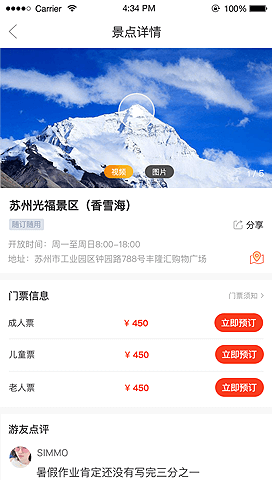 Carrier 4:34 PM 100%
景点详情
视频 图片 1 / 5
苏州光福景区（香雪海）
随订随用 分享
开放时间：周一至周日8:00-18:00
地址：苏州市工业园区钟园路788号丰隆汇购物广场
门票信息 门票须知 >
成人票 ¥ 450 立即预订
儿童票 ¥ 450 立即预订
老人票 ¥ 450 立即预订
游友点评
SIMMO
暑假作业肯定还没有写完三分之一